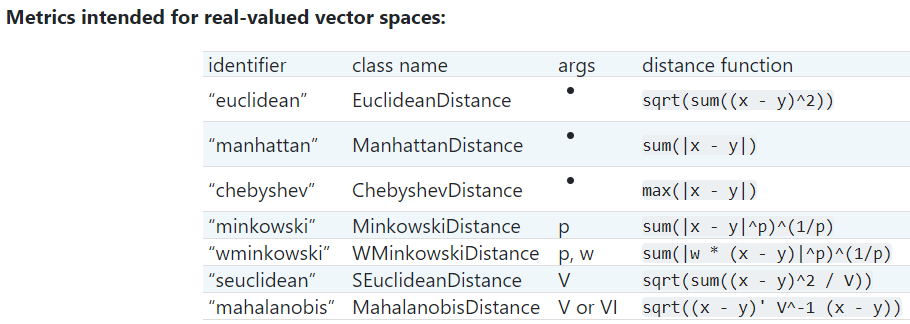 Metrics intended for real-valued vector spaces:
identifier class name args distance function
“euclidean” EuclideanDistance • sqrt(sum((x - y)^2))
“manhattan” ManhattanDistance • sum(|x - y|)
“chebyshev” ChebyshevDistance • max(|x - y|)
“minkowski” MinkowskiDistance p sum(|x - y|^p)^(1/p)
“wminkowski” WMinkowskiDistance p, w sum(|w * (x - y)|^p)^(1/p)
“seuclidean” SEuclideanDistance V sqrt(sum((x - y)^2 / V))
“mahalanobis” MahalanobisDistance V or VI sqrt((x - y)' V^-1 (x - y))